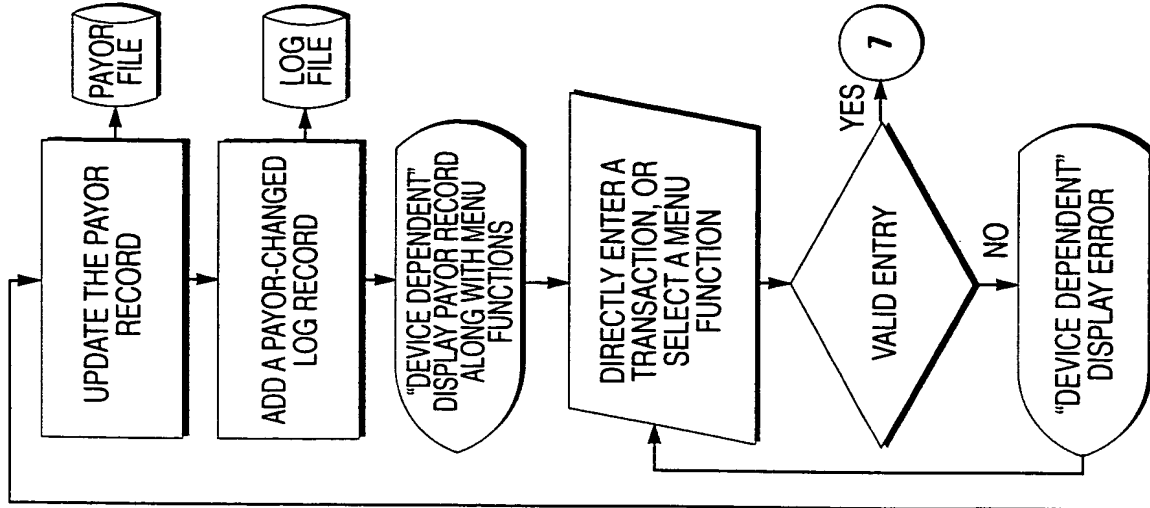 UPDATE THE PAYOR
RECORD
PAYOR
FILE
ADD A PAYOR-CHANGED
LOG RECORD
LOG
FILE
“DEVICE DEPENDENT”
DISPLAY PAYOR RECORD
ALONG WITH MENU
FUNCTIONS
DIRECTLY ENTER A
TRANSACTION, OR
SELECT A MENU
FUNCTION
VALID ENTRY
YES
7
NO
“DEVICE DEPENDENT”
DISPLAY ERROR